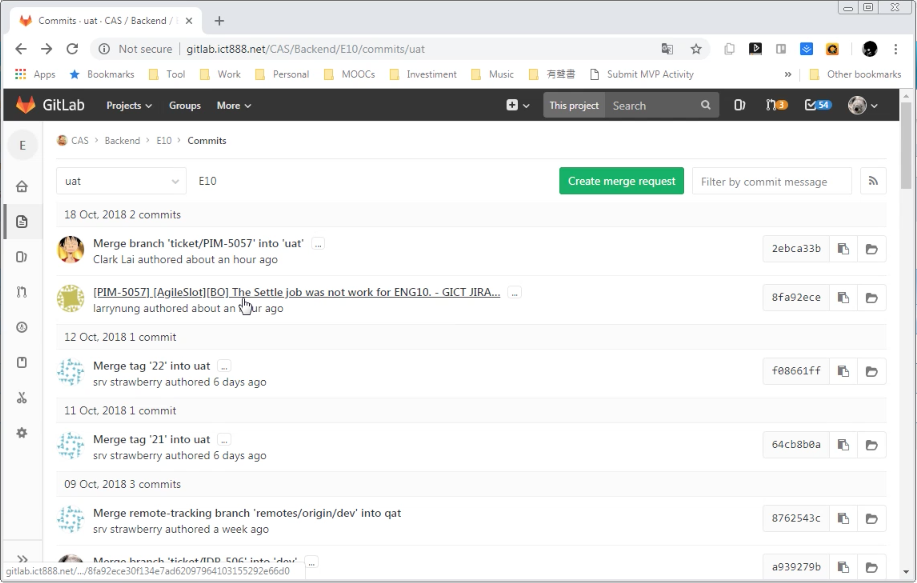 Commits · uat · CAS / Backend / E
Not secure | gitlab.ict888.net/CAS/Backend/E10/commits/uat
Apps Bookmarks Tool Work Personal MOOCs Investiment Music 有聲書 Submit MVP Activity » Other bookmarks
GitLab Projects Groups More This project Search 3 54
E
CAS > Backend > E10 > Commits
uat E10 Create merge request Filter by commit message
18 Oct, 2018 2 commits
Merge branch 'ticket/PIM-5057' into 'uat' ...
2ebca33b
Clark Lai authored about an hour ago
[PIM-5057] [AgileSlot][BO] The Settle job was not work for ENG10. - GICT JIRA... ...
8fa92ece
larrynung authored about an hour ago
12 Oct, 2018 1 commit
Merge tag '22' into uat ...
f08661ff
srv strawberry authored 6 days ago
11 Oct, 2018 1 commit
Merge tag '21' into uat ...
64cb8b0a
srv strawberry authored 6 days ago
09 Oct, 2018 3 commits
Merge remote-tracking branch 'remotes/origin/dev' into qat
8762543c
srv strawberry authored a week ago
Merge branch 'ticket/IDR-506' into 'dev' ...
a939279b
gitlab.ict888.net/.../8fa92ece30f134e7ad62097964103155292e66d0